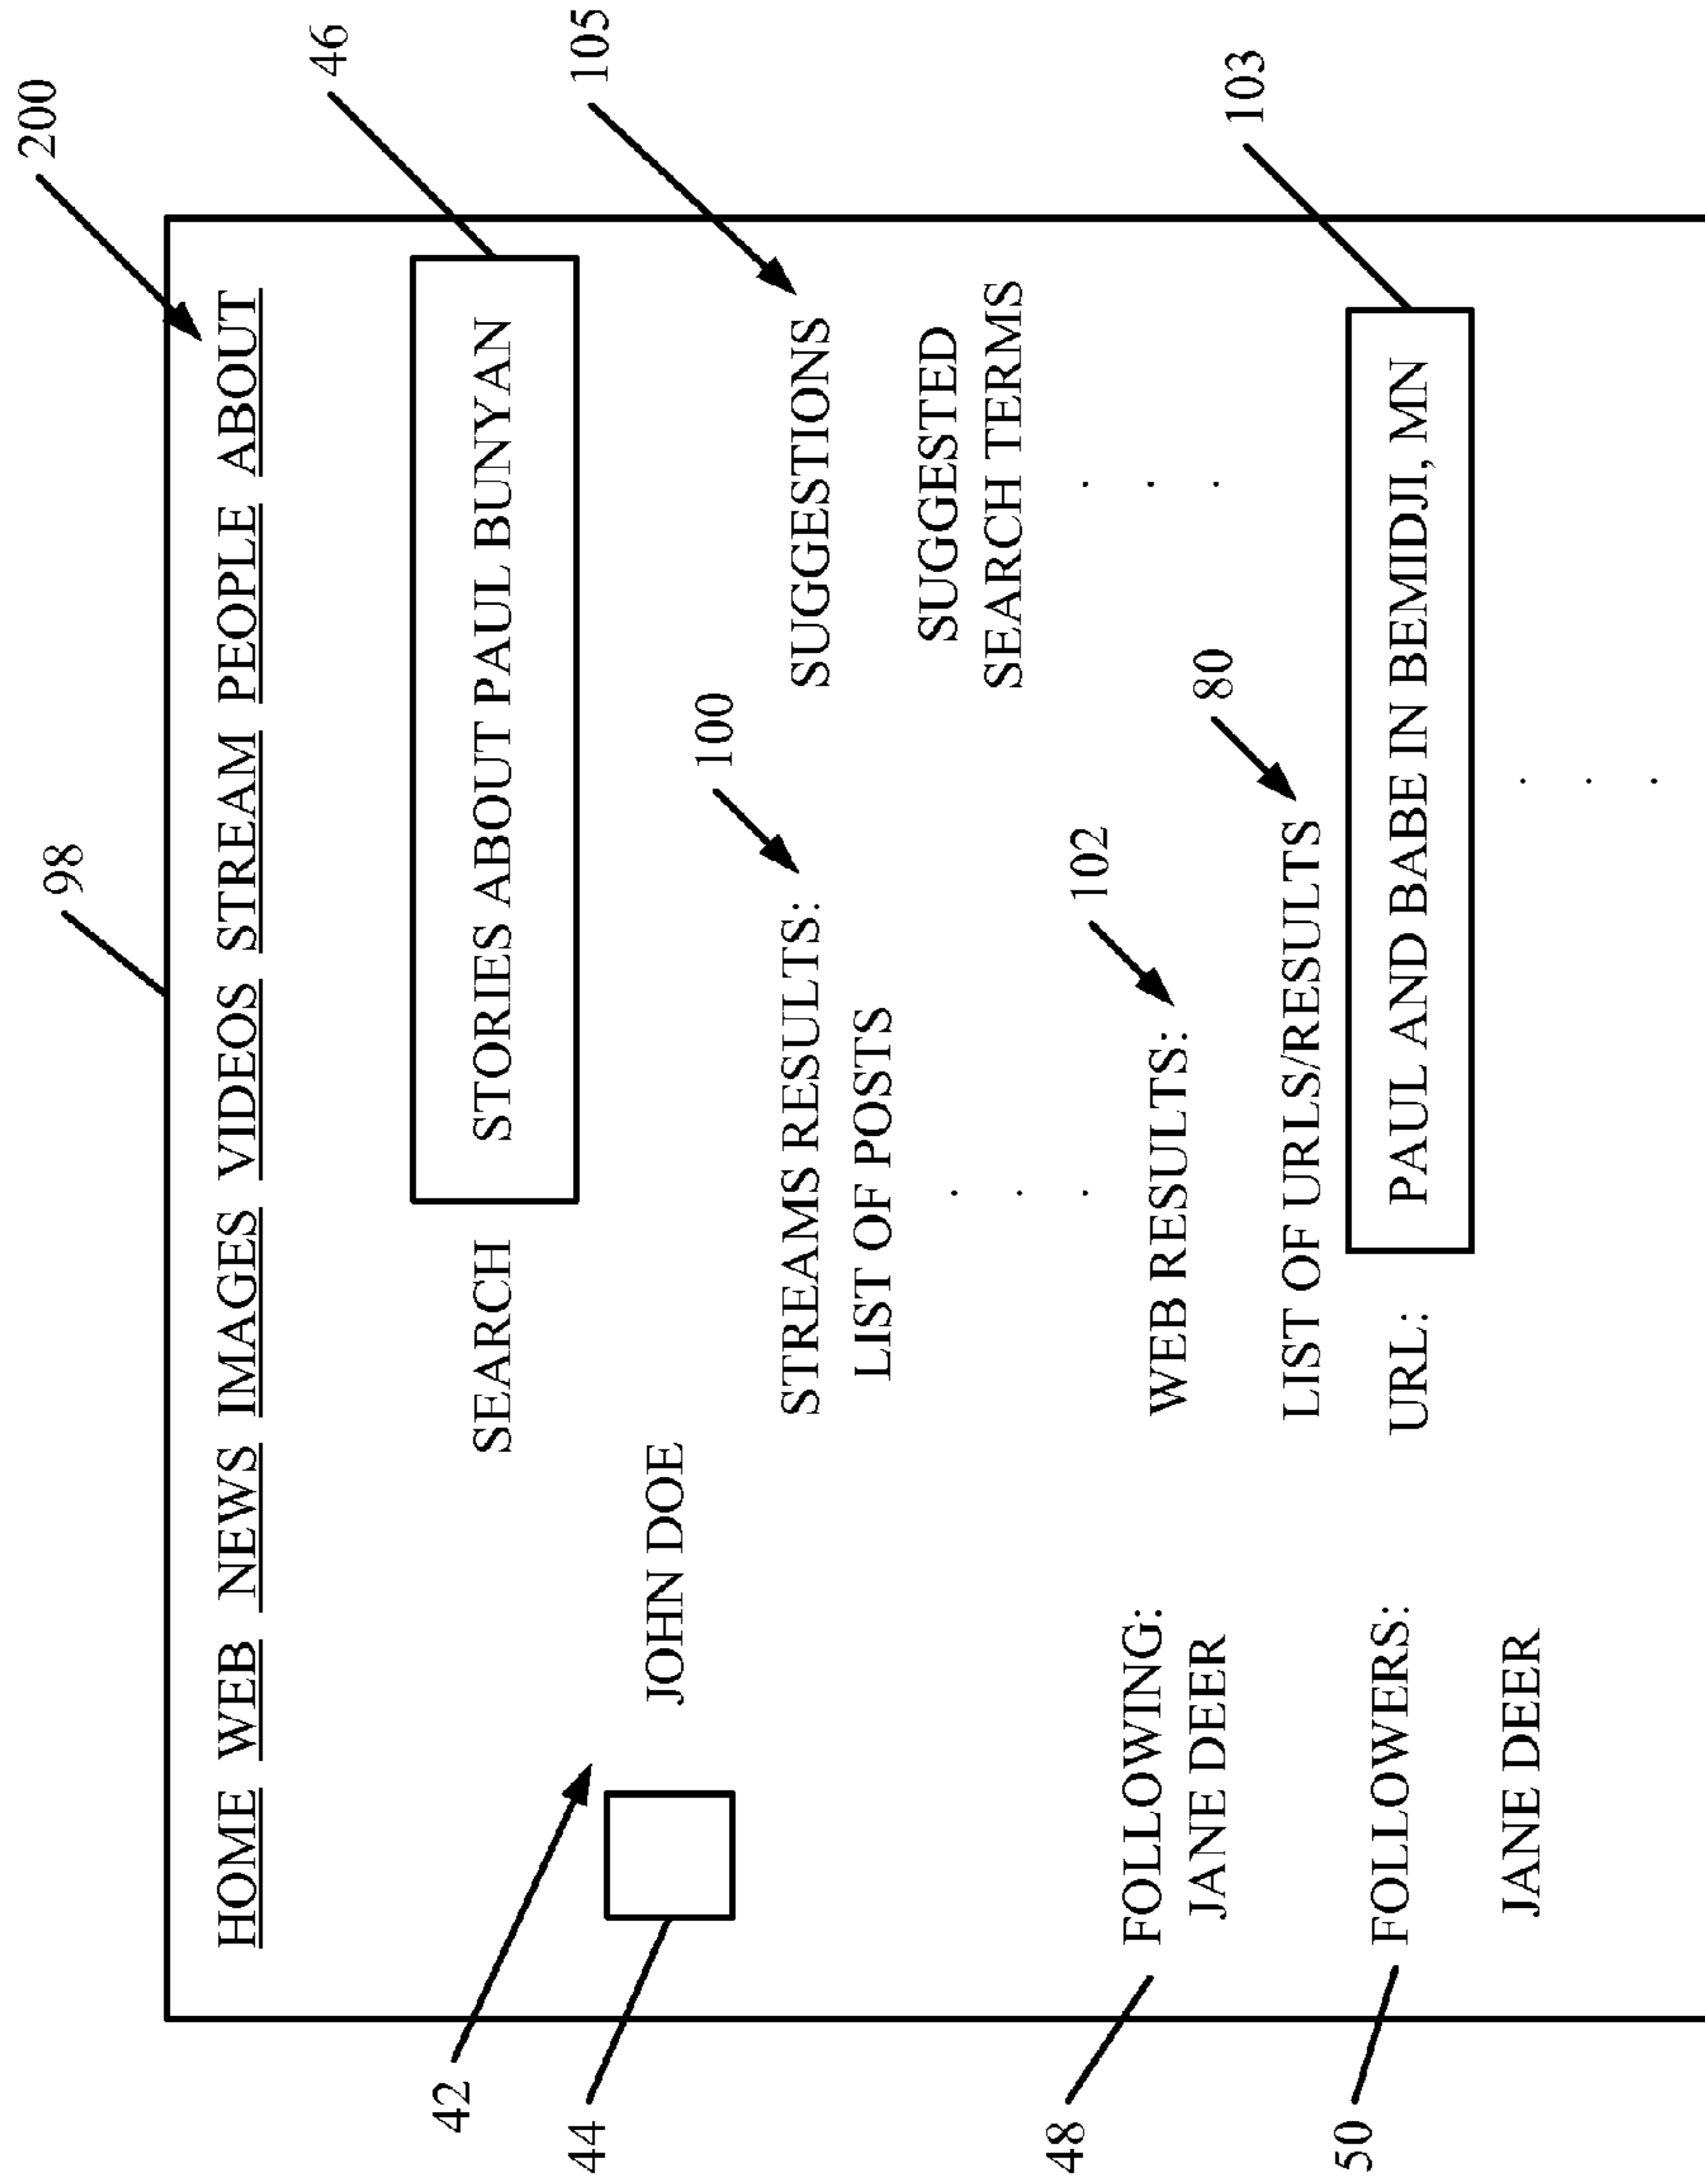 98
200
HOME WEB NEWS IMAGES VIDEOS STREAM PEOPLE ABOUT
46
SEARCH STORIES ABOUT PAUL BUNYAN
42
44
JOHN DOE
105
100
STREAMS RESULTS:
LIST OF POSTS
.
.
.
SUGGESTIONS
SUGGESTED
SEARCH TERMS
.
.
.
48
FOLLOWING:
JANE DEER
102
WEB RESULTS:
80
LIST OF URLS/RESULTS
103
URL: PAUL AND BABE IN BEMIDJI, MN
.
.
.
50
FOLLOWERS:
JANE DEER